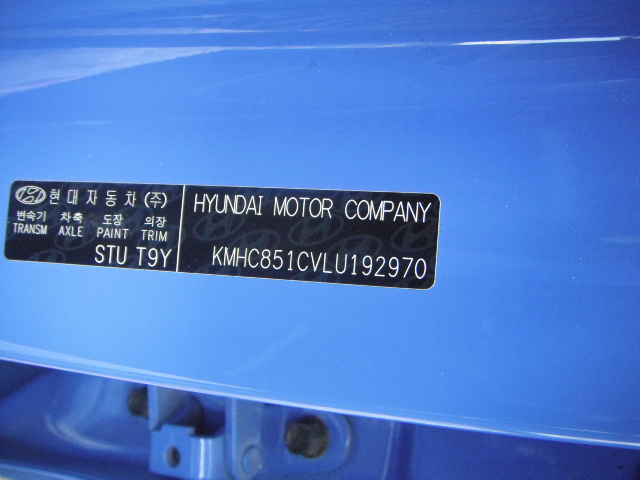 현대자동차(주)
변속기 차축 도장 의장
TRANSM AXLE PAINT TRIM
STU T9Y
HYUNDAI MOTOR COMPANY
KMHC851CVLU192970